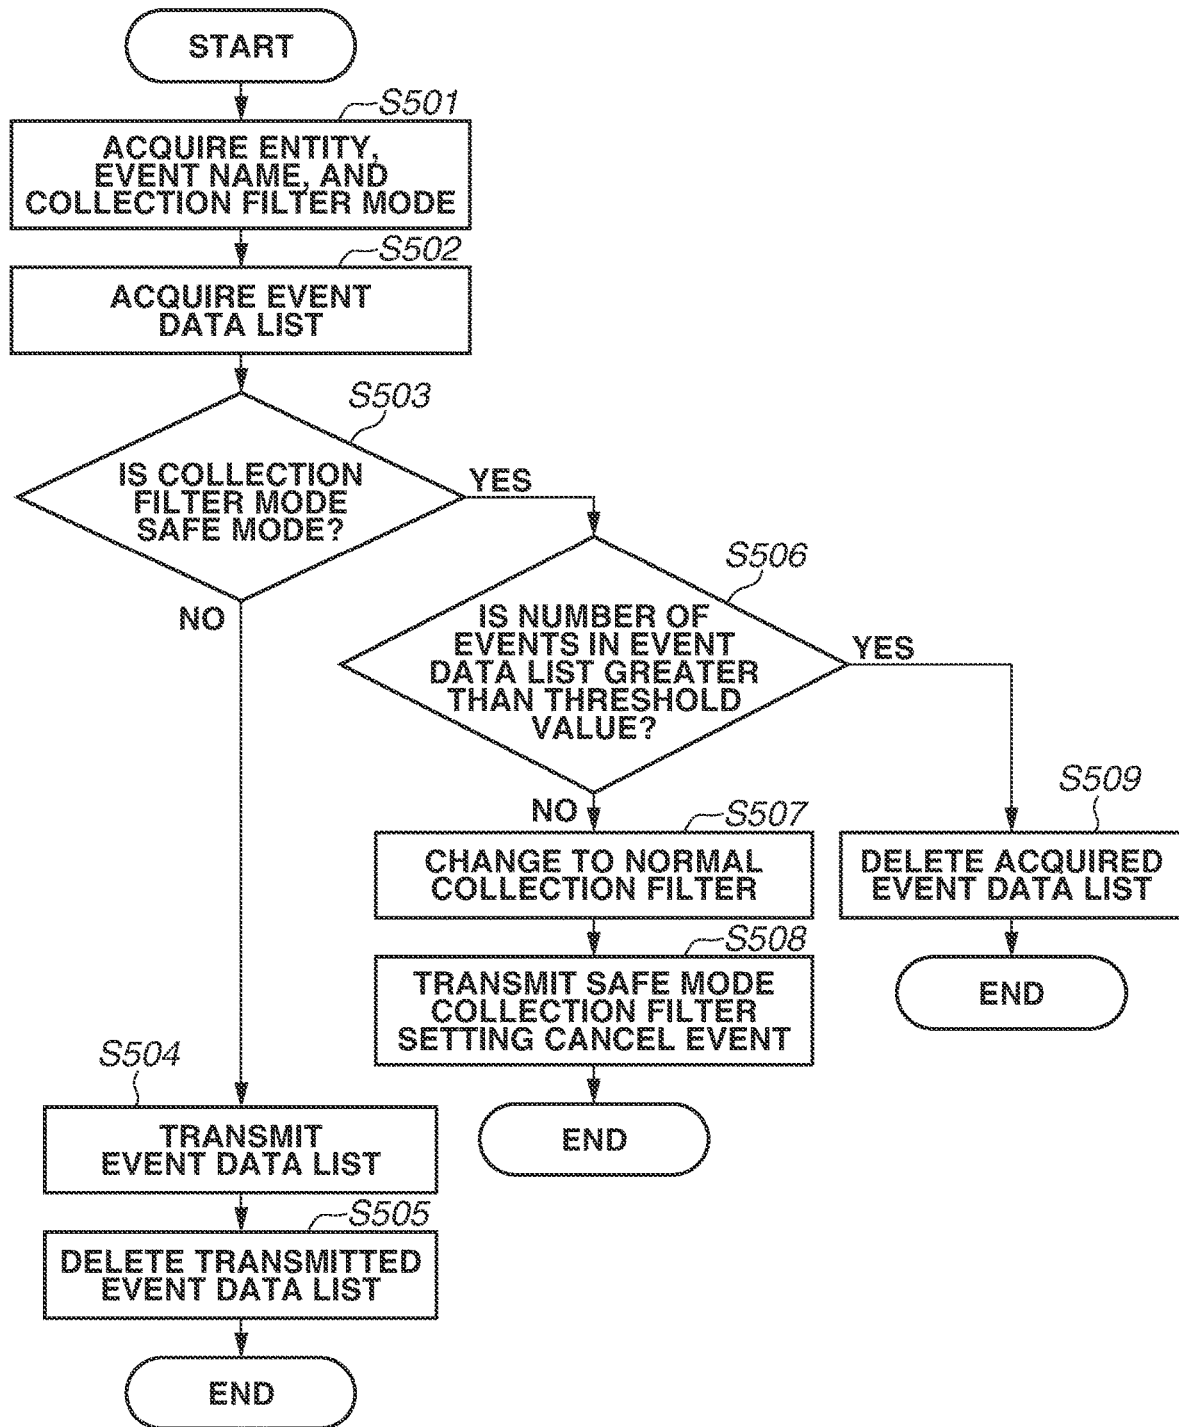 START
S501
ACQUIRE ENTITY,
EVENT NAME, AND
COLLECTION FILTER MODE
S502
ACQUIRE EVENT
DATA LIST
S503
IS COLLECTION
FILTER MODE
SAFE MODE?
YES
NO
S506
IS NUMBER OF
EVENTS IN EVENT
DATA LIST GREATER
THAN THRESHOLD
VALUE?
YES
NO
S507
CHANGE TO NORMAL
COLLECTION FILTER
S509
DELETE ACQUIRED
EVENT DATA LIST
S508
TRANSMIT SAFE MODE
COLLECTION FILTER
SETTING CANCEL EVENT
END
END
S504
TRANSMIT
EVENT DATA LIST
S505
DELETE TRANSMITTED
EVENT DATA LIST
END